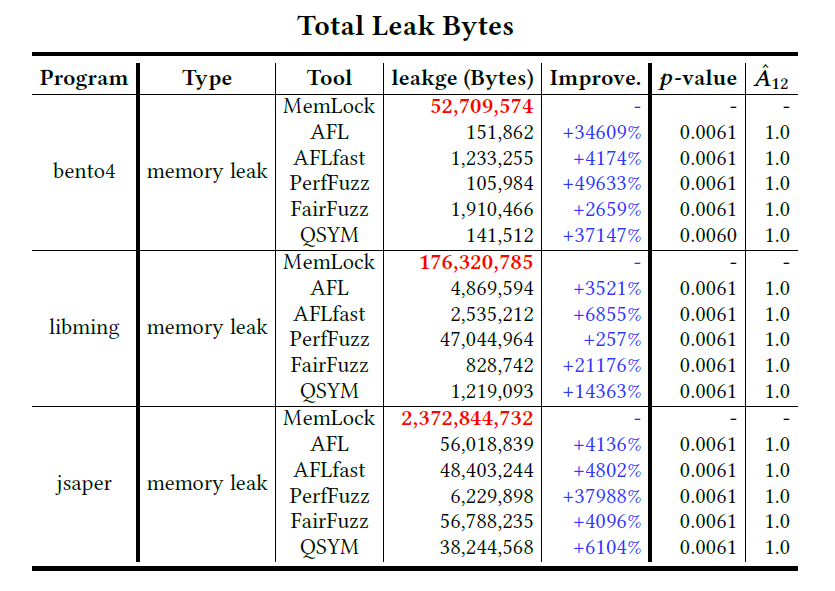 Total Leak Bytes
Program Type Tool leakge (Bytes) Improve. p-value Â12
MemLock 52,709,574 - - -
AFL 151,862 +34609% 0.0061 1.0
AFLfast 1,233,255 +4174% 0.0061 1.0
bento4 memory leak PerfFuzz 105,984 +49633% 0.0061 1.0
FairFuzz 1,910,466 +2659% 0.0061 1.0
QSYM 141,512 +37147% 0.0060 1.0
MemLock 176,320,785 - - -
AFL 4,869,594 +3521% 0.0061 1.0
AFLfast 2,535,212 +6855% 0.0061 1.0
libming memory leak PerfFuzz 47,044,964 +257% 0.0061 1.0
FairFuzz 828,742 +21176% 0.0061 1.0
QSYM 1,219,093 +14363% 0.0061 1.0
MemLock 2,372,844,732 - - -
AFL 56,018,839 +4136% 0.0061 1.0
AFLfast 48,403,244 +4802% 0.0061 1.0
jsaper memory leak PerfFuzz 6,229,898 +37988% 0.0061 1.0
FairFuzz 56,788,235 +4096% 0.0061 1.0
QSYM 38,244,568 +6104% 0.0061 1.0